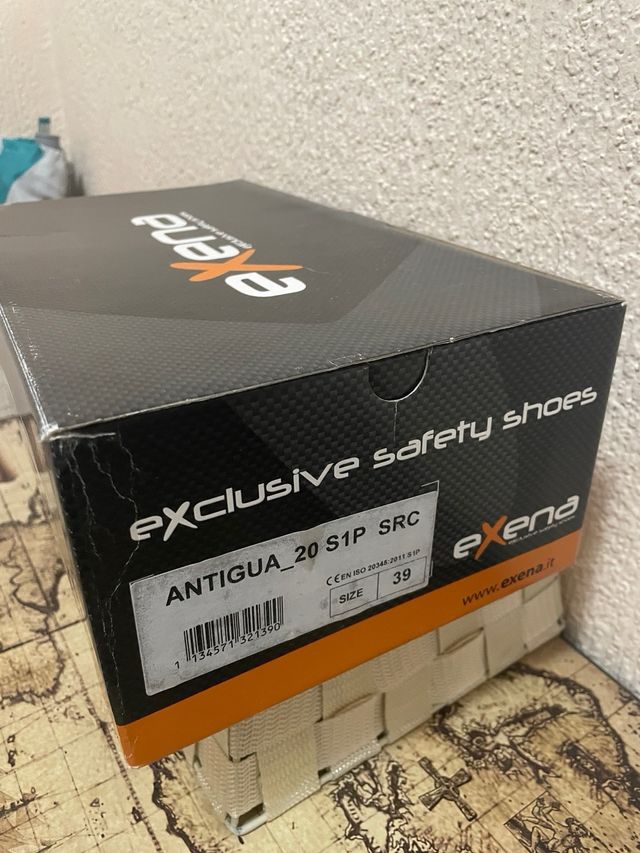 exena
exclusive safety shoes
ANTIGUA_20 S1P SRC
CE EN ISO 20345:2011 S1P
SIZE 39
1 134571 321390
exena
www.exena.it